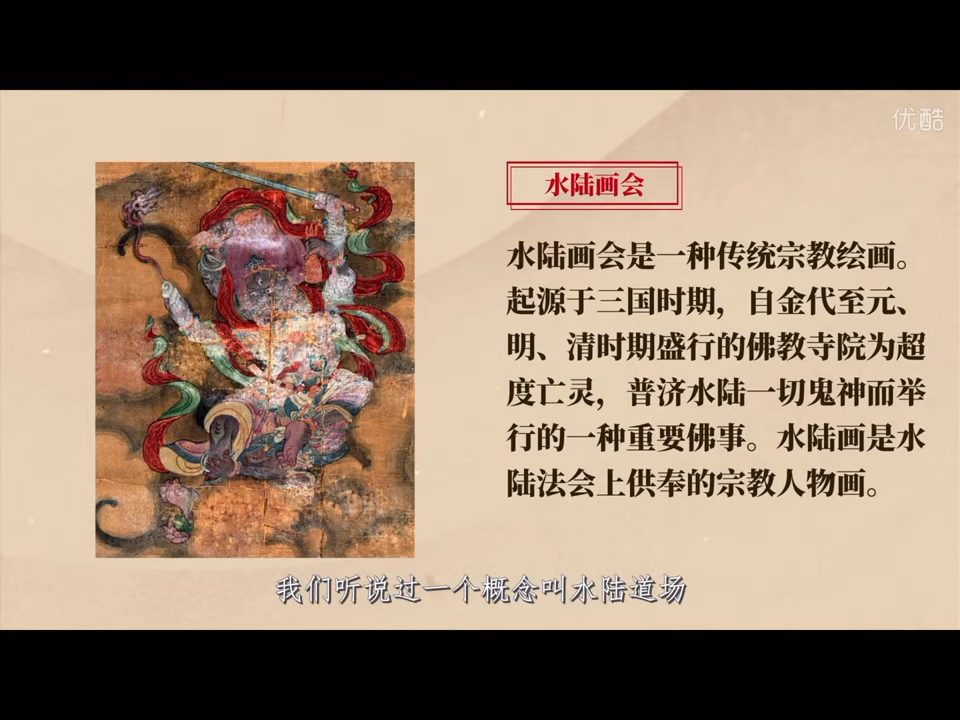 优酷
水陆画会
水陆画会是一种传统宗教绘画。
起源于三国时期，自金代至元、
明、清时期盛行的佛教寺院为超
度亡灵，普济水陆一切鬼神而举
行的一种重要佛事。水陆画是水
陆法会上供奉的宗教人物画。
我们听说过一个概念叫水陆道场